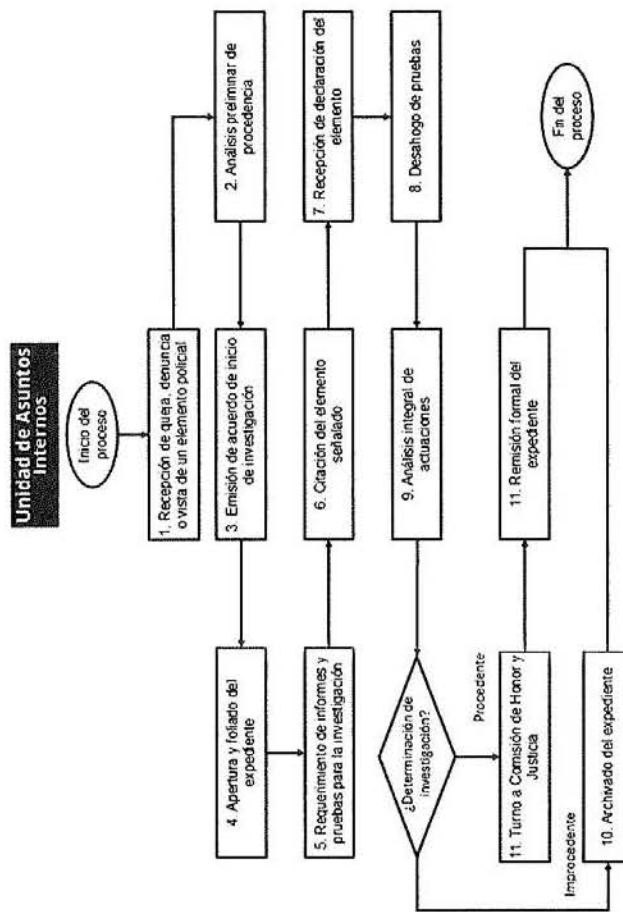 Unidad de Asuntos
Internos
Inicio del
proceso
1. Recepción de queja, denuncia
o vista de un elemento policial
2. Análisis preliminar de
procedencia
3. Emisión de acuerdo de inicio
de investigación
4 Apertura y foliado del
expediente
5. Requerimiento de informes y
pruebas para la investigación
6. Citación del elemento
señalado
7. Recepción de declaración del
elemento
8. Desahogo de pruebas
9. Análisis integral de
actuaciones
¿Determinación de
investigación?
Procedente
11. Turno a Comisión de Honor y
Justicia
11. Remisión formal del
expediente
Improcedente
10. Archivado del expediente
Fin del
proceso